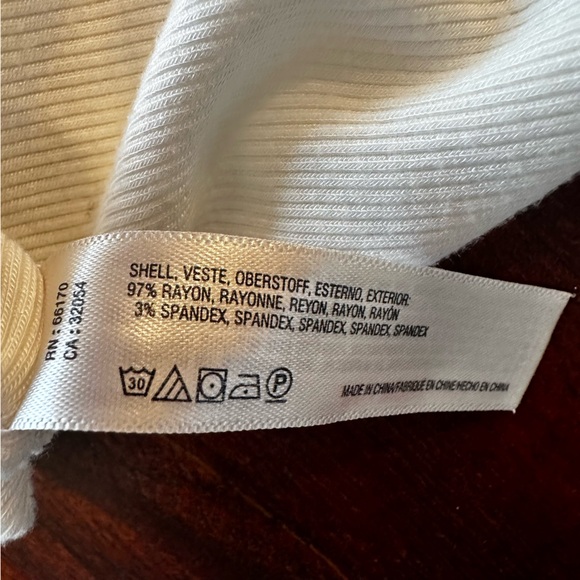 SHELL, VESTE, OBERSTOFF, ESTERNO, EXTERIOR:
97% RAYON, RAYONNE, REYON, RAYON, RAYÓN
3% SPANDEX, SPANDEX, SPANDEX, SPANDEX, SPANDEX
RN : 66170
CA : 32054
30
P
MADE IN CHINA/FABRIQUÉ EN CHINE/HECHO EN CHINA